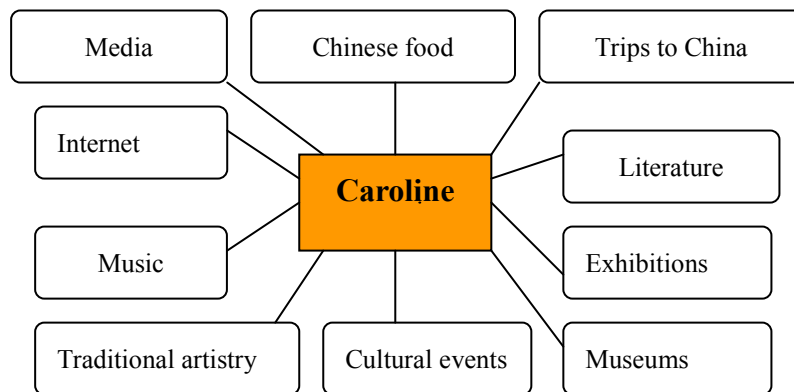 Media
Chinese food
Trips to China
Internet
Literature
Caroline
Music
Exhibitions
Traditional artistry
Cultural events
Museums